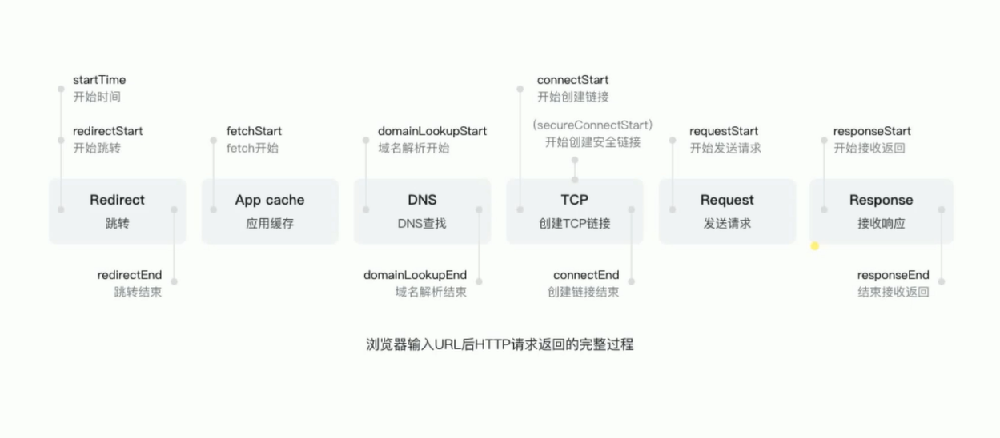 startTime
开始时间
connectStart
开始创建链接
redirectStart
开始跳转
fetchStart
fetch开始
domainLookupStart
域名解析开始
(secureConnectStart)
开始创建安全链接
requestStart
开始发送请求
responseStart
开始接收返回
Redirect
跳转
App cache
应用缓存
DNS
DNS查找
TCP
创建TCP链接
Request
发送请求
Response
接收响应
redirectEnd
跳转结束
domainLookupEnd
域名解析结束
connectEnd
创建链接结束
responseEnd
结束接收返回
浏览器输入URL后HTTP请求返回的完整过程